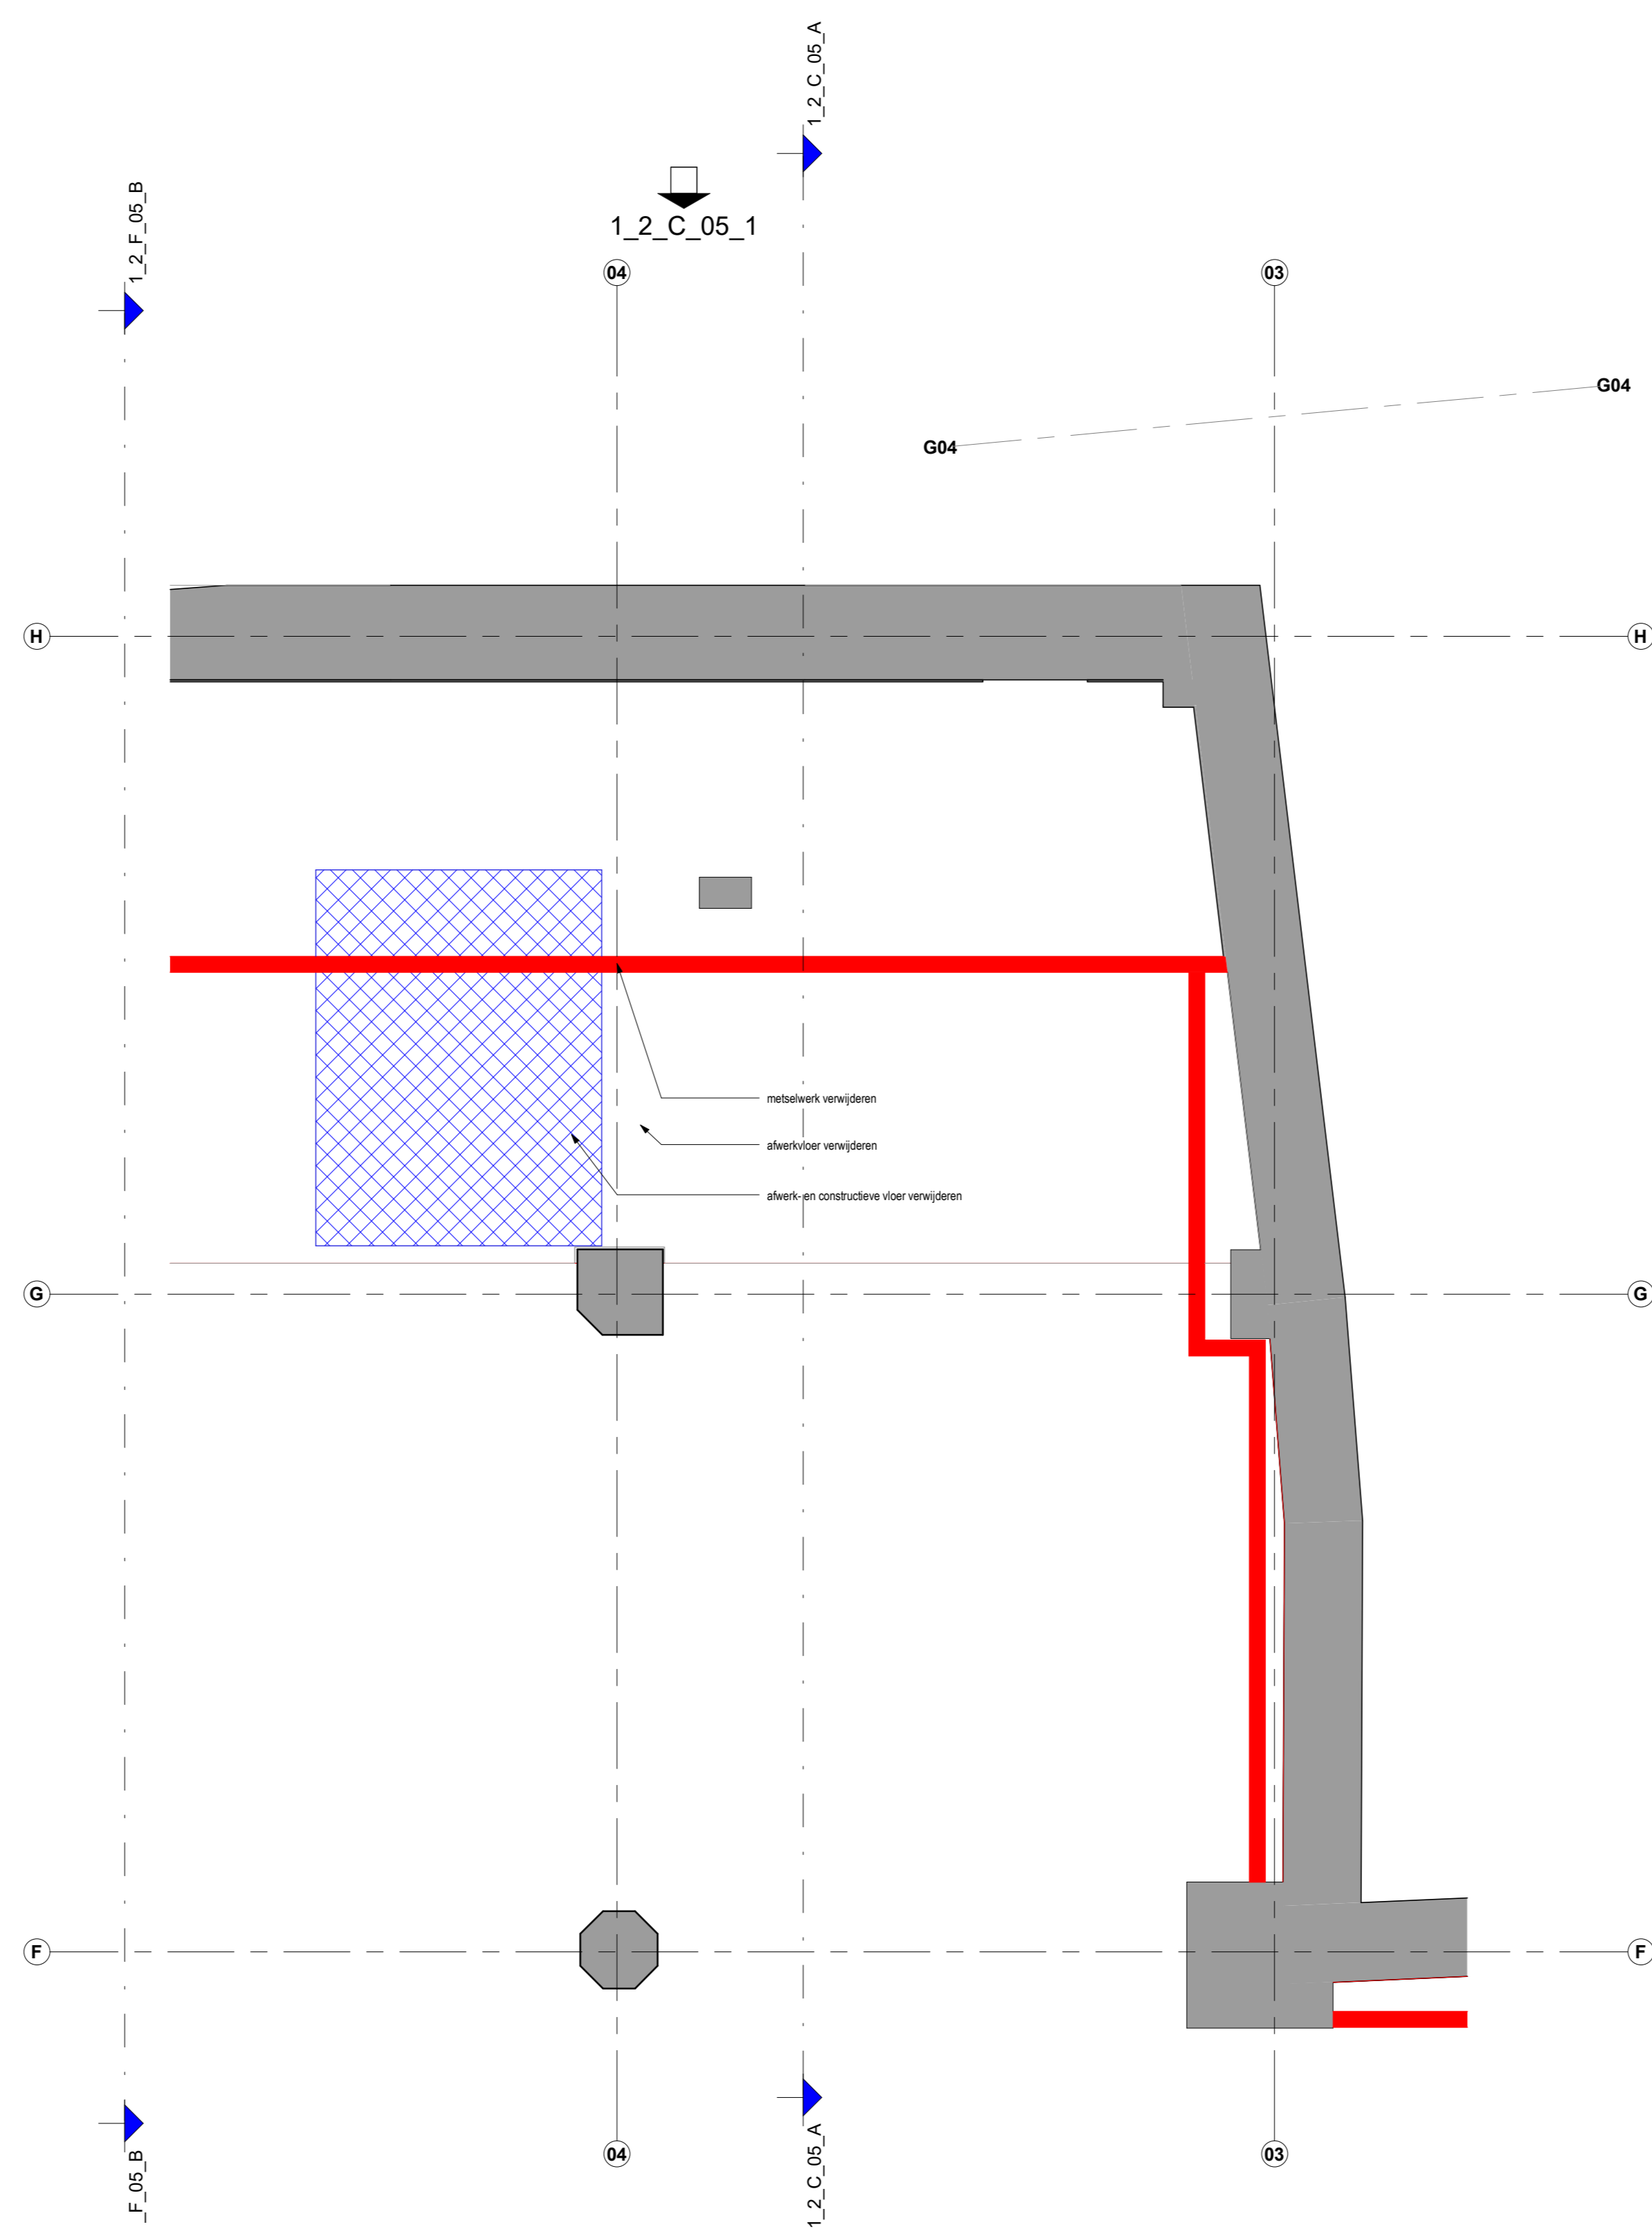 1_2_C_05_A
1_2_F_05_B
1_2_C_05_1
04
03
G04
G04
H
H
metselwerk verwijderen
afwerkvloer verwijderen
afwerk- en constructieve vloer verwijderen
G
G
F
F
04
03
_F_05_B
1_2_C_05_A